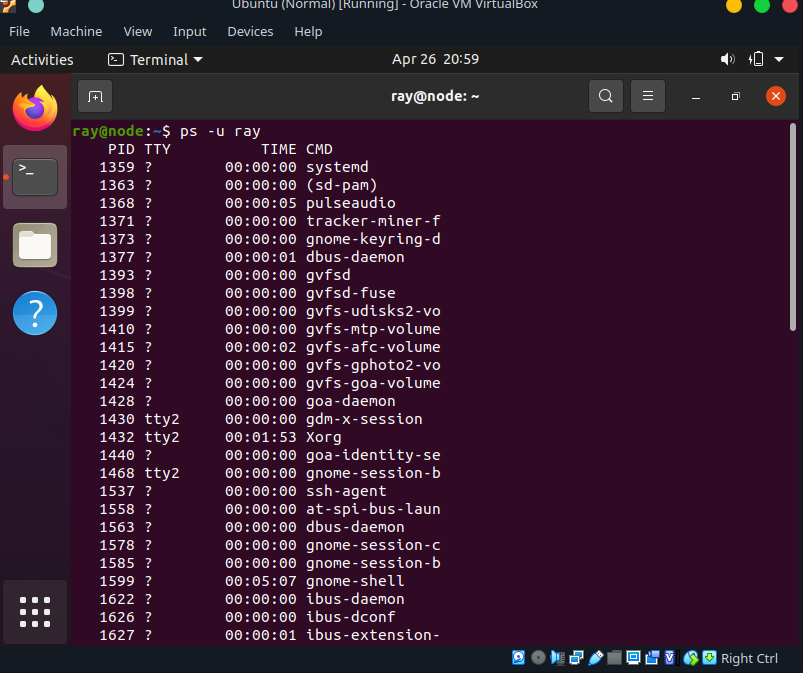 Ubuntu (Normal) [Running] - Oracle VM VirtualBox
File Machine View Input Devices Help
Activities Terminal Apr 26 20:59
ray@node: ~
ray@node:~$ ps -u ray
PID TTY TIME CMD
1359 ? 00:00:00 systemd
1363 ? 00:00:00 (sd-pam)
1368 ? 00:00:05 pulseaudio
1371 ? 00:00:00 tracker-miner-f
1373 ? 00:00:00 gnome-keyring-d
1377 ? 00:00:01 dbus-daemon
1393 ? 00:00:00 gvfsd
1398 ? 00:00:00 gvfsd-fuse
1399 ? 00:00:00 gvfs-udisks2-vo
1410 ? 00:00:00 gvfs-mtp-volume
1415 ? 00:00:02 gvfs-afc-volume
1420 ? 00:00:00 gvfs-gphoto2-vo
1424 ? 00:00:00 gvfs-goa-volume
1428 ? 00:00:00 goa-daemon
1430 tty2 00:00:00 gdm-x-session
1432 tty2 00:01:53 Xorg
1440 ? 00:00:00 goa-identity-se
1468 tty2 00:00:00 gnome-session-b
1537 ? 00:00:00 ssh-agent
1558 ? 00:00:00 at-spi-bus-laun
1563 ? 00:00:00 dbus-daemon
1578 ? 00:00:00 gnome-session-c
1585 ? 00:00:00 gnome-session-b
1599 ? 00:05:07 gnome-shell
1622 ? 00:00:00 ibus-daemon
1626 ? 00:00:00 ibus-dconf
1627 ? 00:00:01 ibus-extension-
Right Ctrl